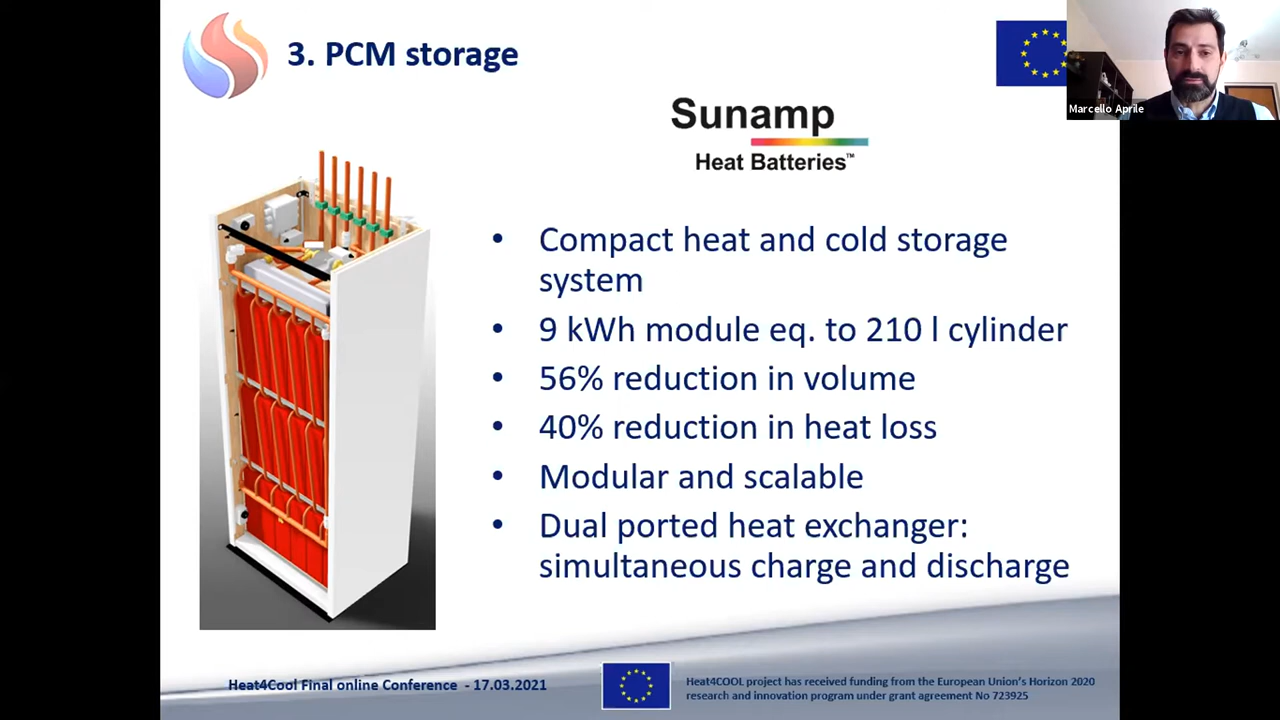 3. PCM storage
Marcello Aprile
Sunamp
Heat Batteries™
• Compact heat and cold storage
system
• 9 kWh module eq. to 210 l cylinder
• 56% reduction in volume
• 40% reduction in heat loss
• Modular and scalable
• Dual ported heat exchanger:
simultaneous charge and discharge
Heat4Cool Final online Conference - 17.03.2021
Heat4COOL project has received funding from the European Union's Horizon 2020
research and innovation program under grant agreement No 723925